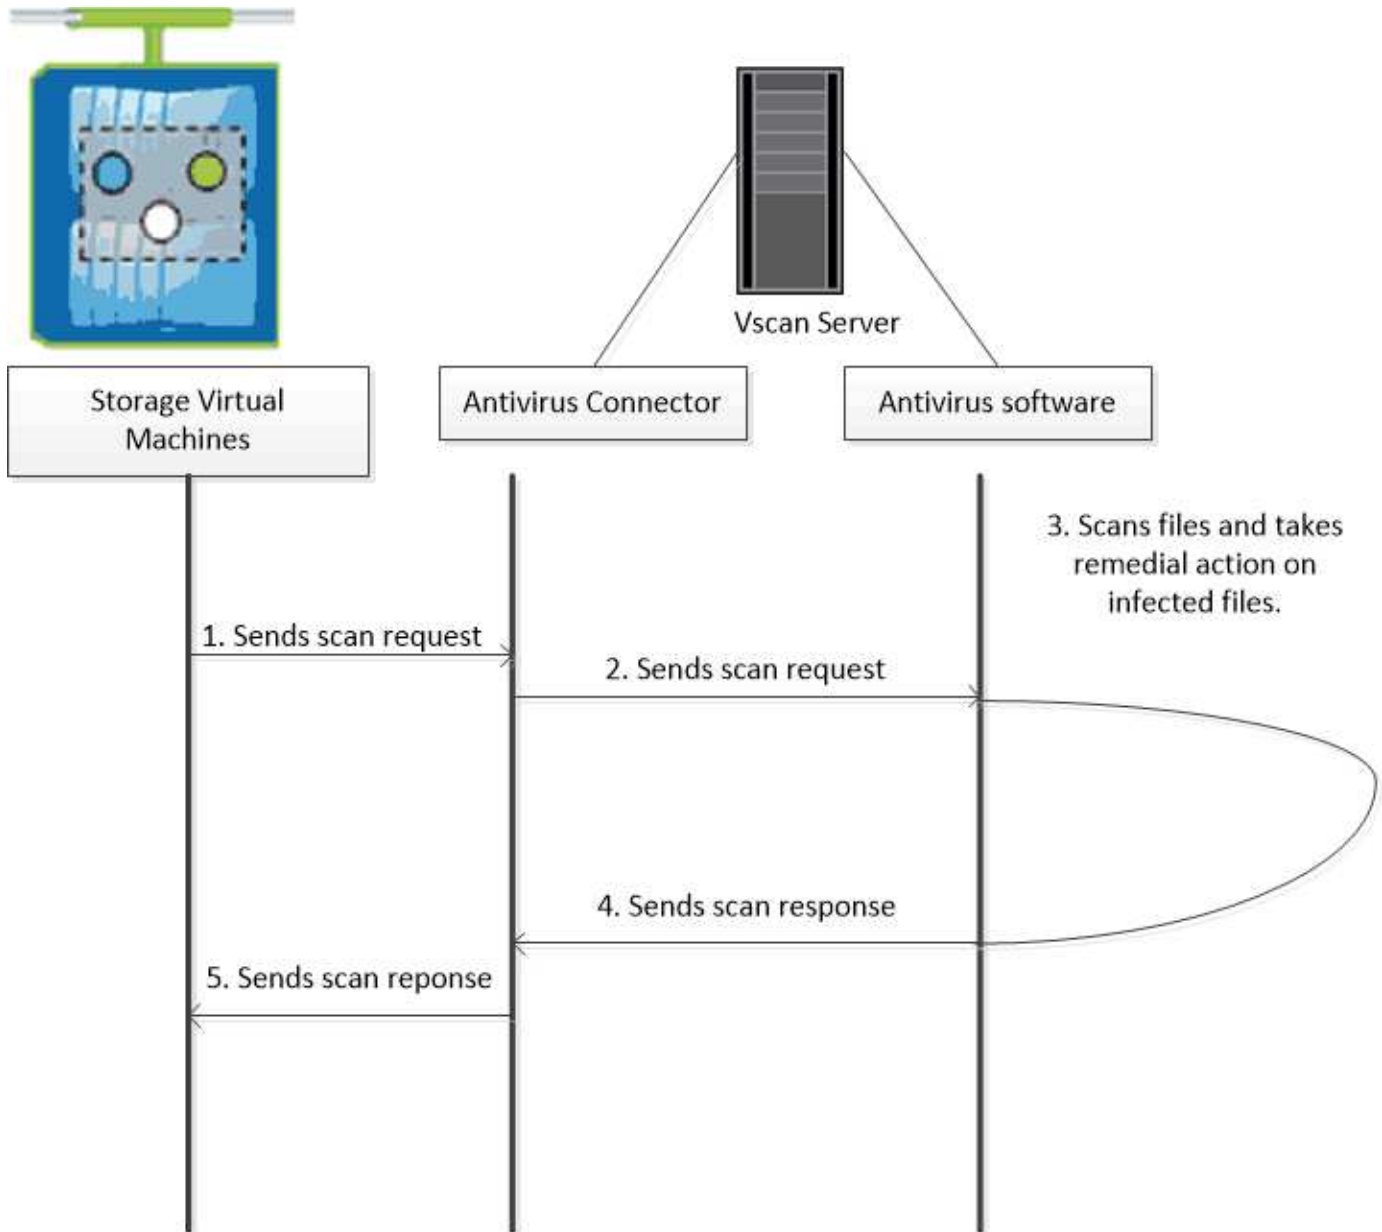 Vscan Server
Storage Virtual
Machines
Antivirus Connector
Antivirus software
3. Scans files and takes
remedial action on
infected files.
1. Sends scan request
2. Sends scan request
4. Sends scan response
5. Sends scan reponse